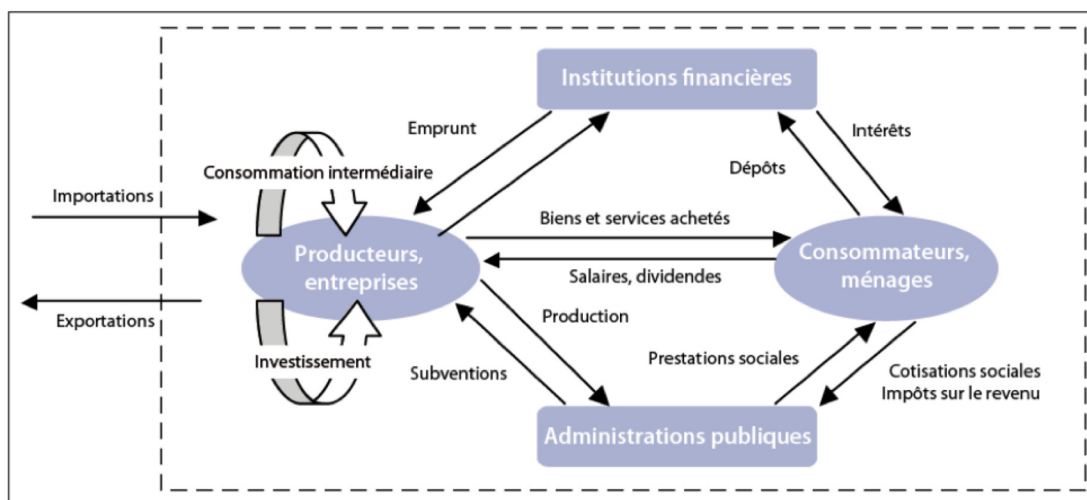 Institutions financières
Emprunt
Intérêts
Consommation intermédiaire
Dépôts
Importations
Biens et services achetés
Producteurs,
entreprises
Consommateurs,
ménages
Salaires, dividendes
Exportations
Production
Investissement
Prestations sociales
Subventions
Cotisations sociales
Impôts sur le revenu
Administrations publiques